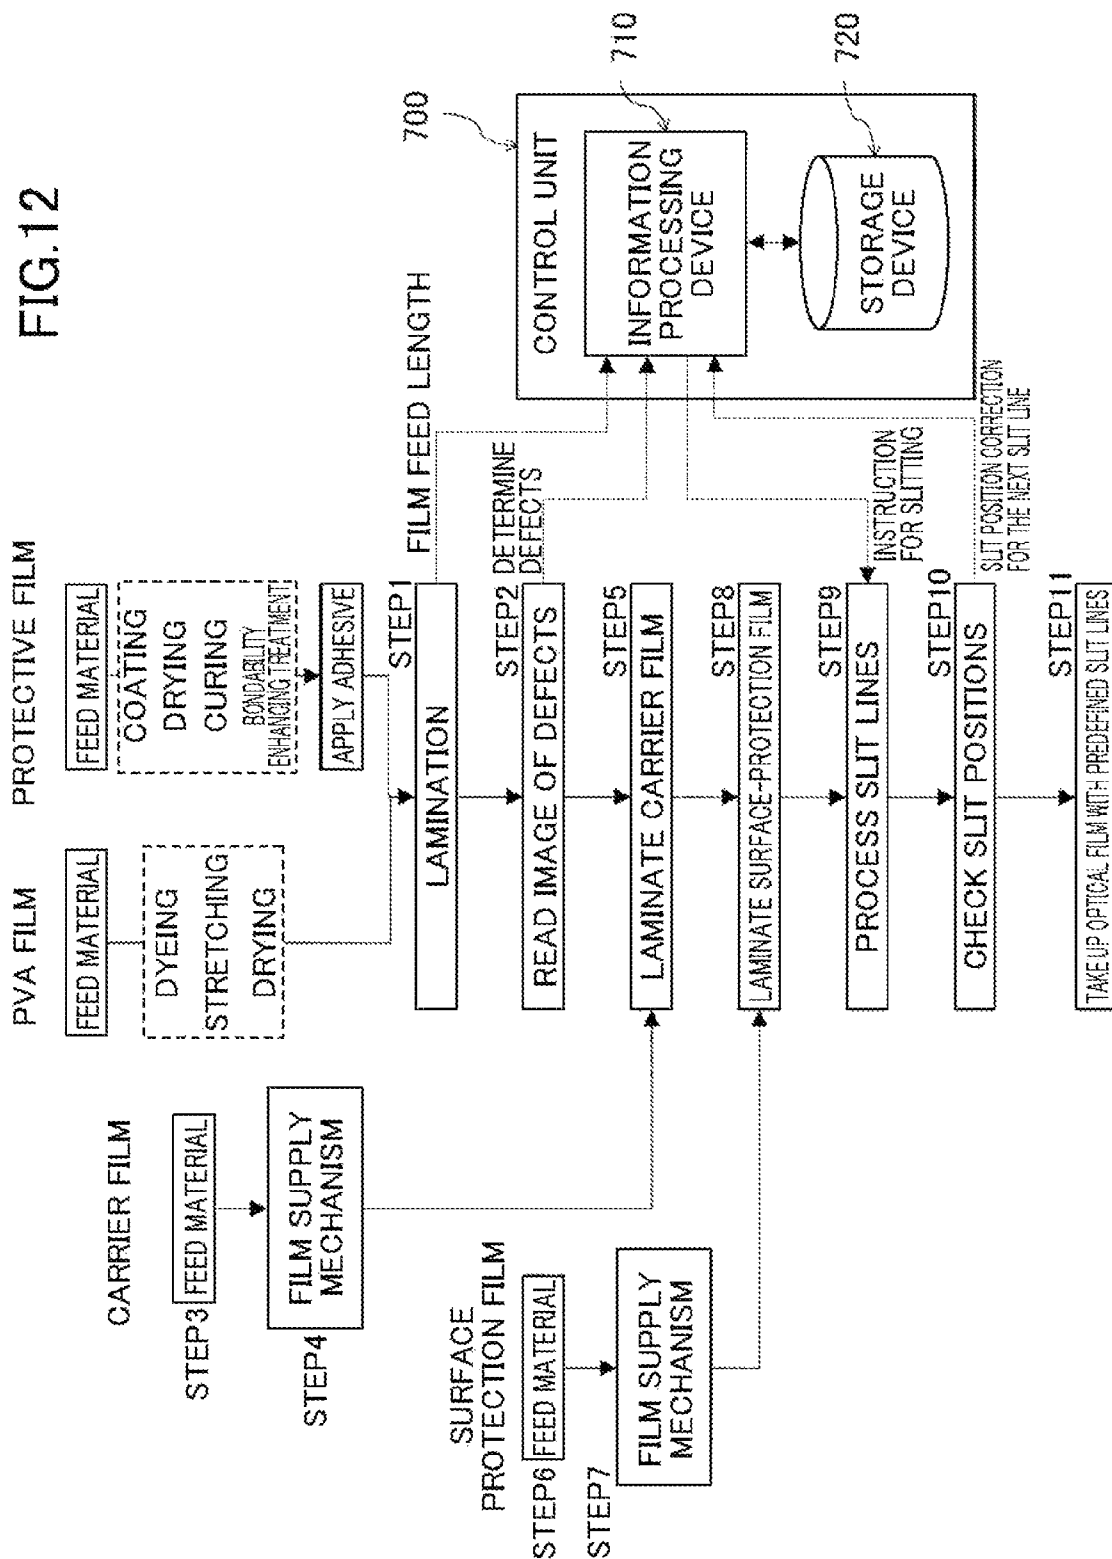 FIG.12
PVA FILM
FEED MATERIAL
DYEING
STRETCHING
DRYING
PROTECTIVE FILM
FEED MATERIAL
COATING
DRYING
CURING
BONDABILITY
ENHANCING TREATMENT
APPLY ADHESIVE
CARRIER FILM
STEP3
FEED MATERIAL
STEP4
FILM SUPPLY
MECHANISM
SURFACE
PROTECTION FILM
STEP6
FEED MATERIAL
STEP7
FILM SUPPLY
MECHANISM
STEP1
LAMINATION
FILM FEED LENGTH
STEP2
READ IMAGE OF DEFECTS
DETERMINE
DEFECTS
STEP5
LAMINATE CARRIER FILM
STEP8
LAMINATE SURFACE-PROTECTION FILM
STEP9
PROCESS SLIT LINES
INSTRUCTION
FOR SLITTING
STEP10
CHECK SLIT POSITIONS
SLIT POSITION CORRECTION
FOR THE NEXT SLIT LINE
STEP11
TAKE UP OPTICAL FILM WITH PREDEFINED SLIT LINES
700
CONTROL UNIT
710
INFORMATION
PROCESSING
DEVICE
720
STORAGE
DEVICE